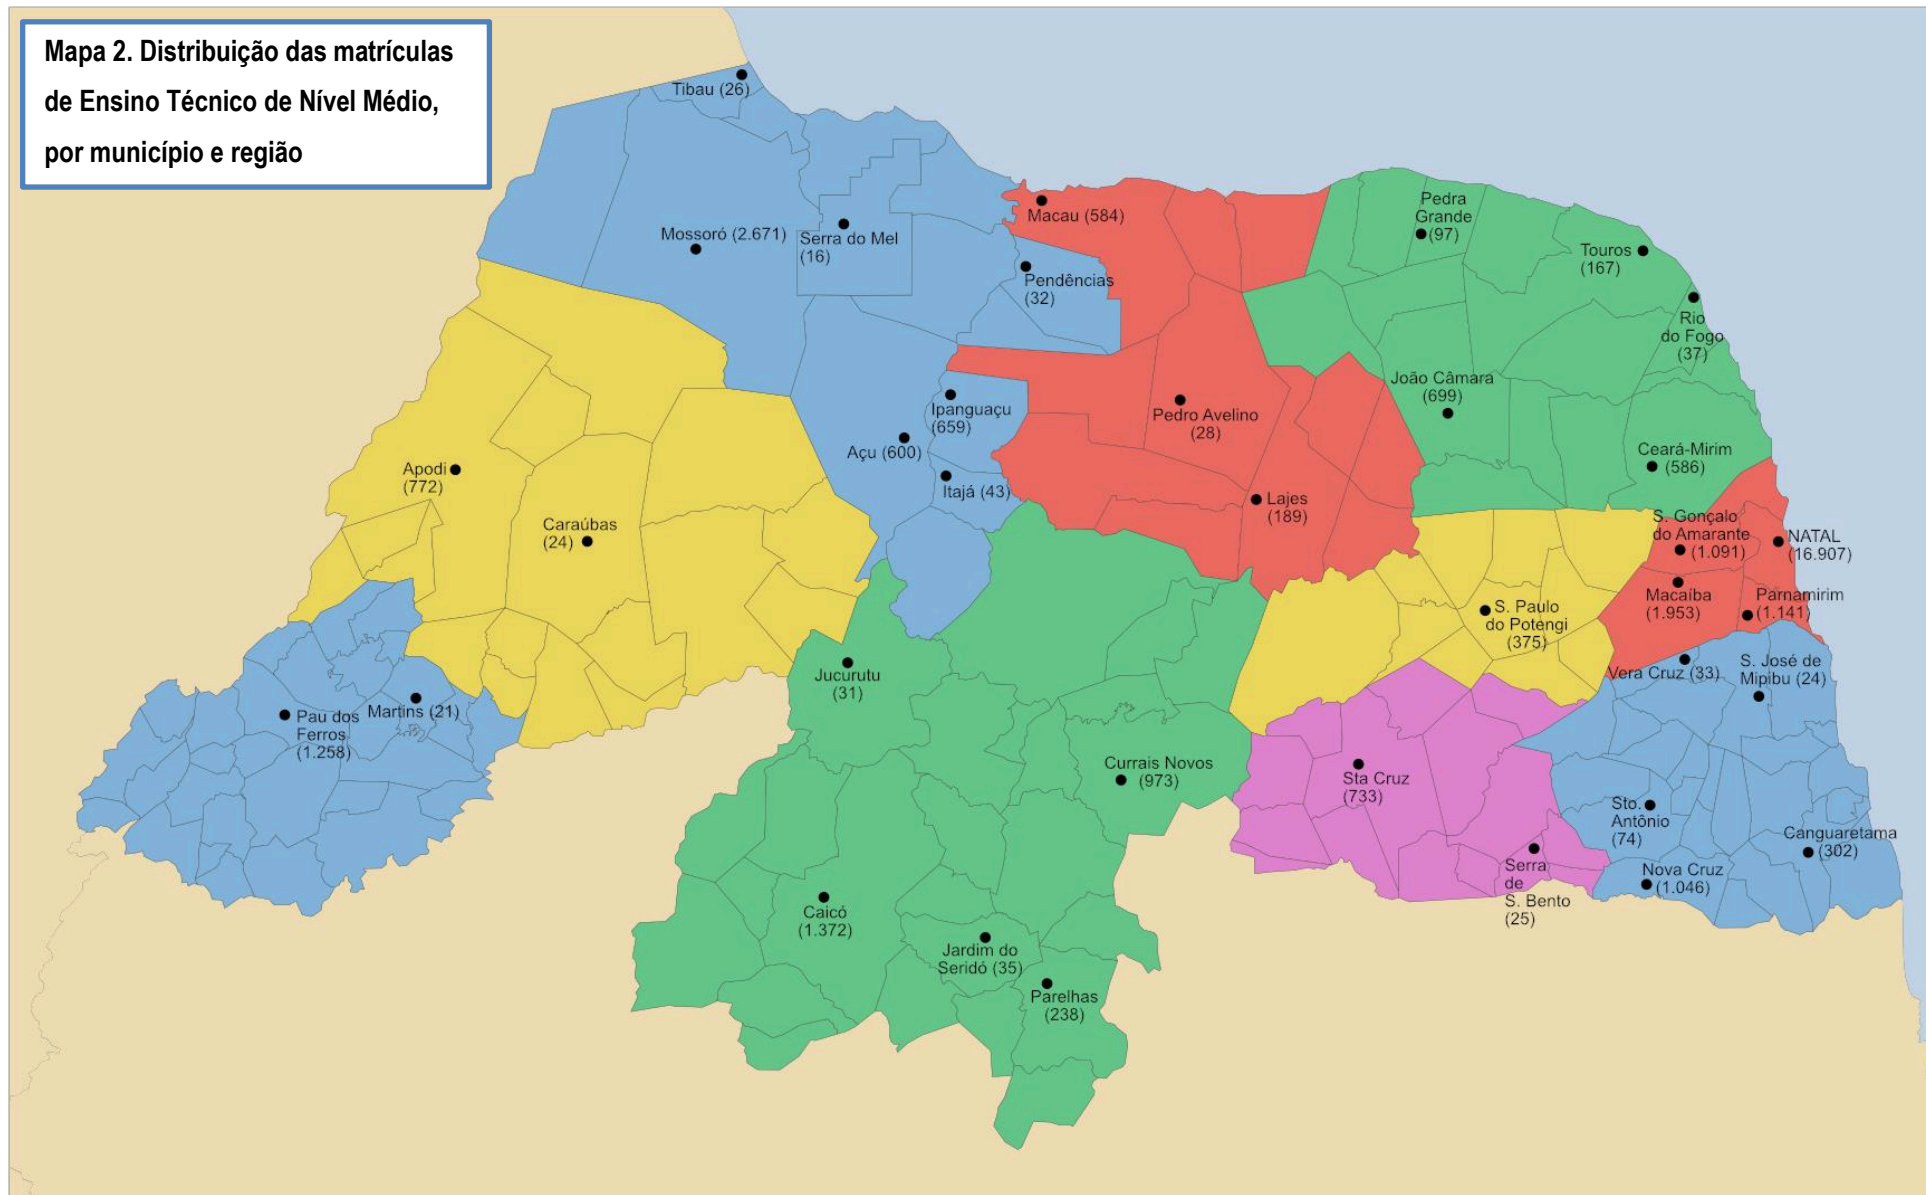 Mapa 2. Distribuição das matrículas
de Ensino Técnico de Nível Médio,
por município e região
Tibau (26)
Mossoró (2.671)
Serra do Mel
(16)
Macau (584)
Pendências
(32)
Pedra
Grande
(97)
Touros
(167)
Rio
do Fogo
(37)
João Câmara
(699)
Ceará-Mirim
(586)
Ipanguaçu
(659)
Açu (600)
Itajá (43)
Pedro Avelino
(28)
Lajes
(189)
Apodi
(772)
Caraúbas
(24)
S. Gonçalo
do Amarante
(1.091)
NATAL
(16.907)
Macaíba
(1.953)
Parnamirim
(1.141)
S. Paulo
do Potengi
(375)
Vera Cruz (33)
S. José de
Mipibu (24)
Jucurutu
(31)
Martins (21)
Pau dos
Ferros
(1.258)
Currais Novos
(973)
Sta Cruz
(733)
Sto.
Antônio
(74)
Canguaretama
(302)
Nova Cruz
(1.046)
Serra
de
S. Bento
(25)
Caicó
(1.372)
Jardim do
Seridó (35)
Parelhas
(238)